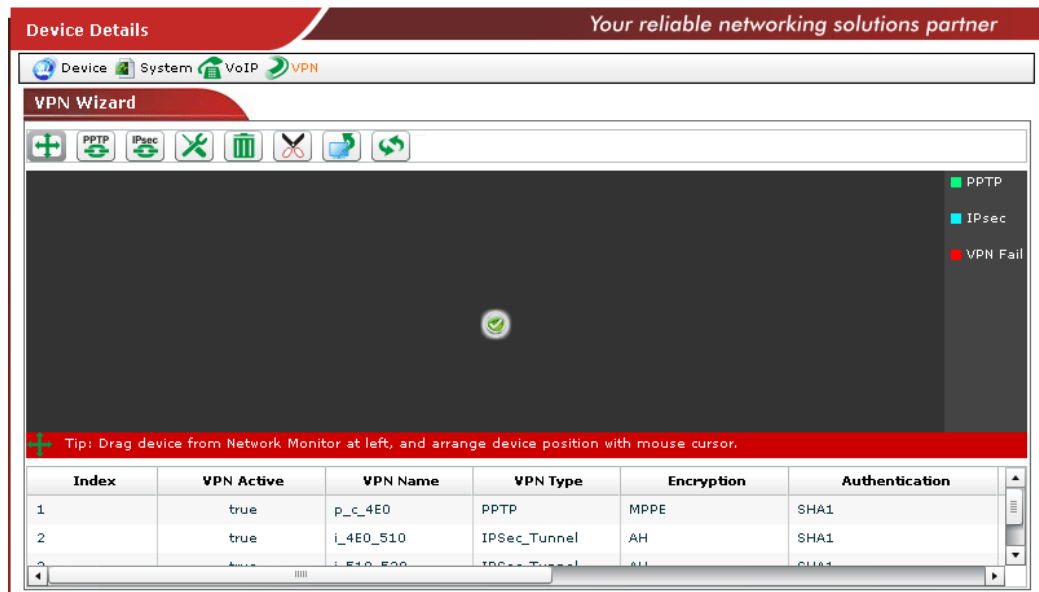 Device Details
Your reliable networking solutions partner
Device System VoIP VPN
VPN Wizard
PPTP IPsec
PPTP
IPsec
VPN Fail
Tip: Drag device from Network Monitor at left, and arrange device position with mouse cursor.
Index VPN Active VPN Name VPN Type Encryption Authentication
1 true p_c_4E0 PPTP MPPE SHA1
2 true i_4E0_510 IPSec_Tunnel AH SHA1